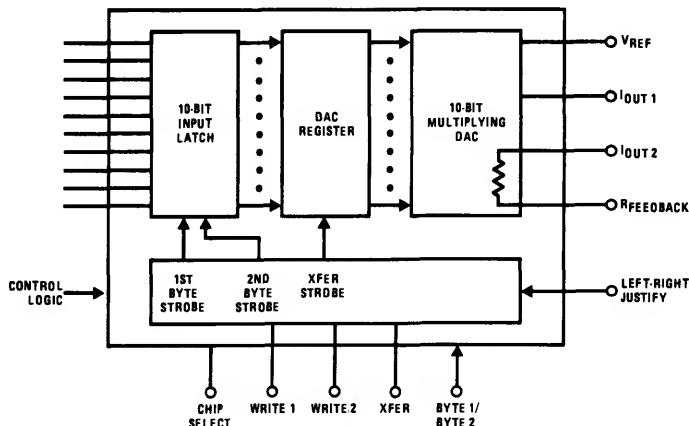 10-BIT
INPUT
LATCH
DAC
REGISTER
10-BIT
MULTIPLYING
DAC
VREF
IOUT 1
IOUT 2
RFEEOBACK
1ST
BYTE
STROBE
2ND
BYTE
STROBE
XFER
STRDBE
CONTROL
LOGIC
LEFT-RIGHT
JUSTIFY
CHIP
SELECT
WRITE 1
WRITE 2
XFER
BYTE 1/
BYTE 2